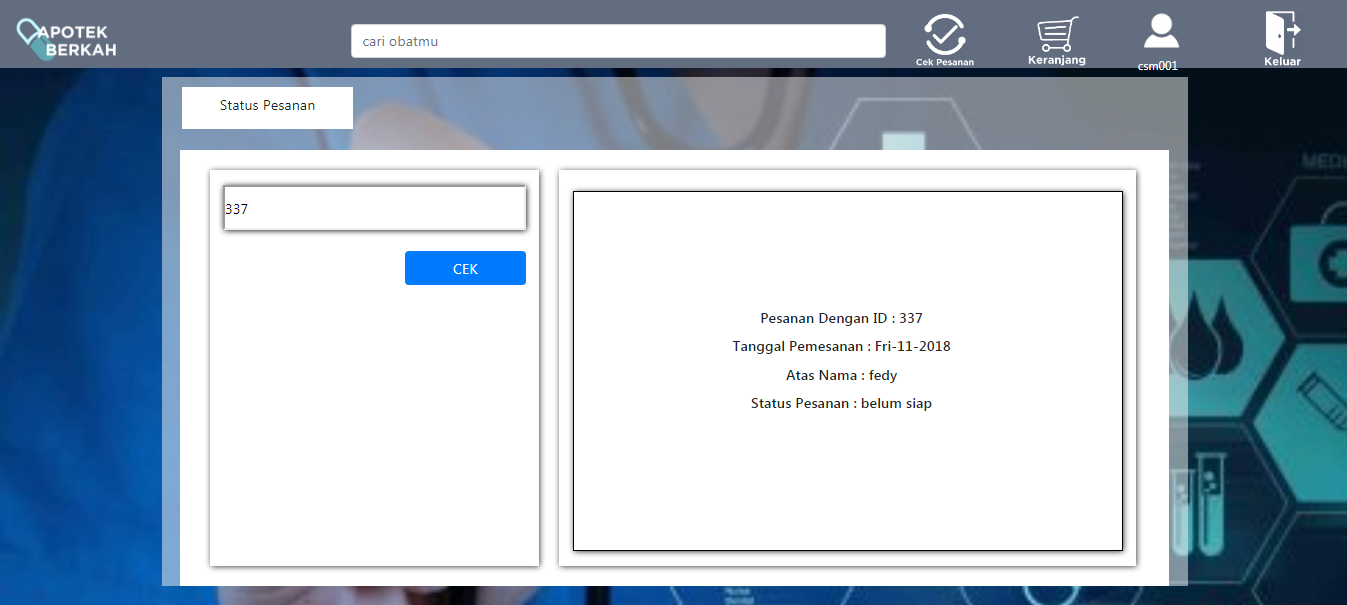 APOTEK
BERKAH
cari obatmu
Cek Pesanan
Keranjang
csm001
Keluar
Status Pesanan
337
CEK
Pesanan Dengan ID : 337
Tanggal Pemesanan : Fri-11-2018
Atas Nama : fedy
Status Pesanan : belum siap